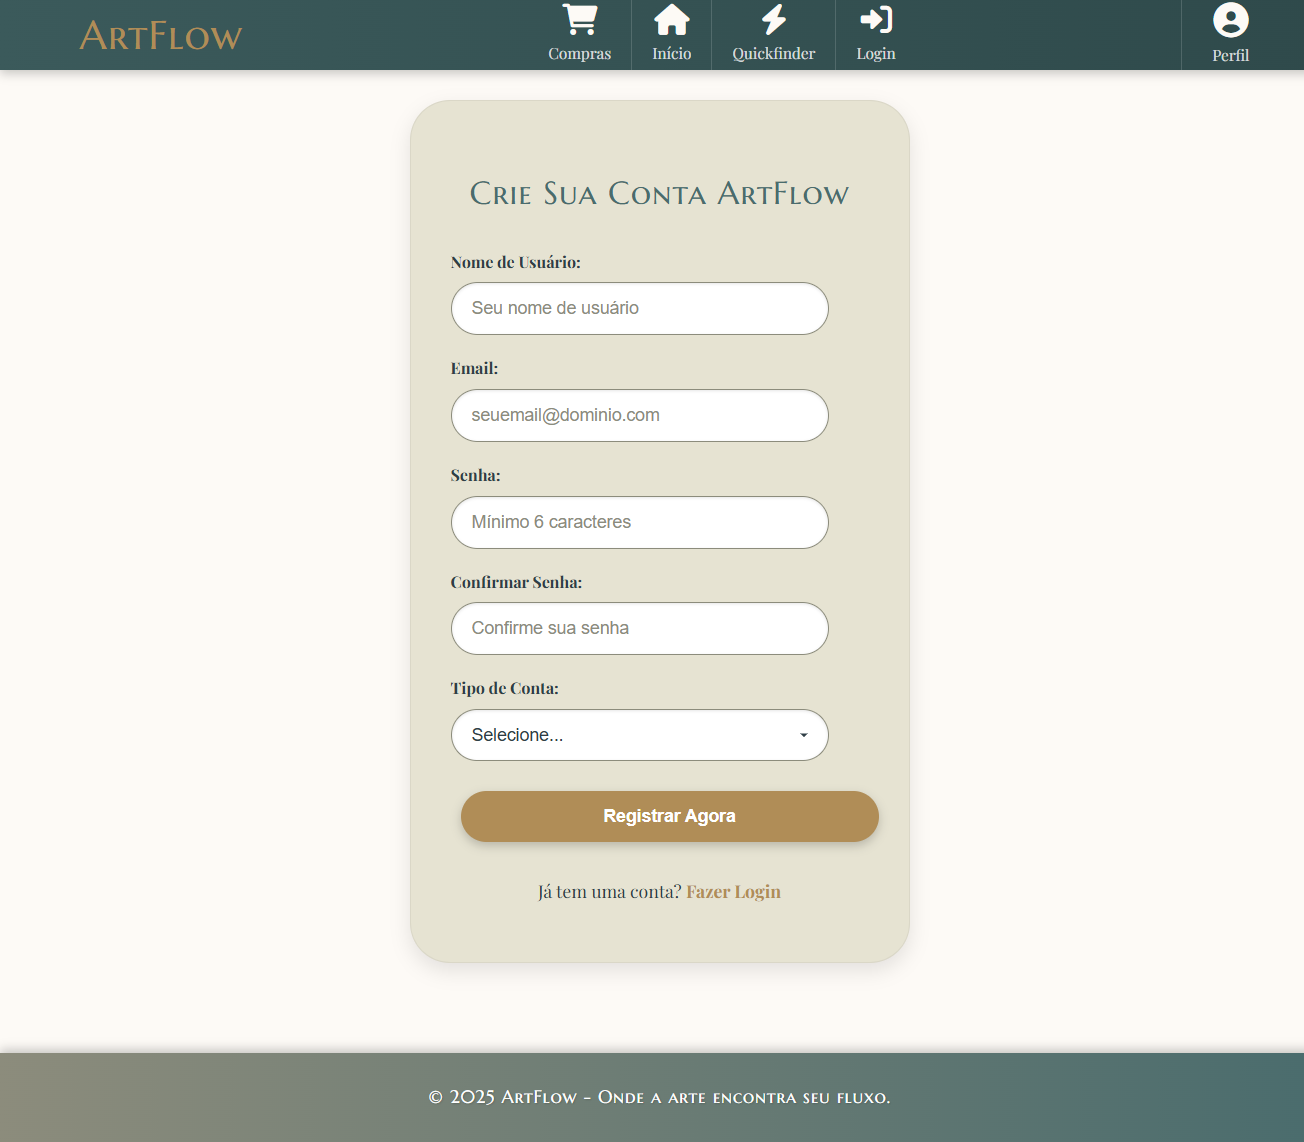 ArtFlow
Compras
Início
Quickfinder
Login
Perfil
Crie Sua Conta ArtFlow
Nome de Usuário:
Seu nome de usuário
Email:
seuemail@dominio.com
Senha:
Mínimo 6 caracteres
Confirmar Senha:
Confirme sua senha
Tipo de Conta:
Selecione...
Registrar Agora
Já tem uma conta? Fazer Login
© 2025 ArtFlow - Onde a arte encontra seu fluxo.